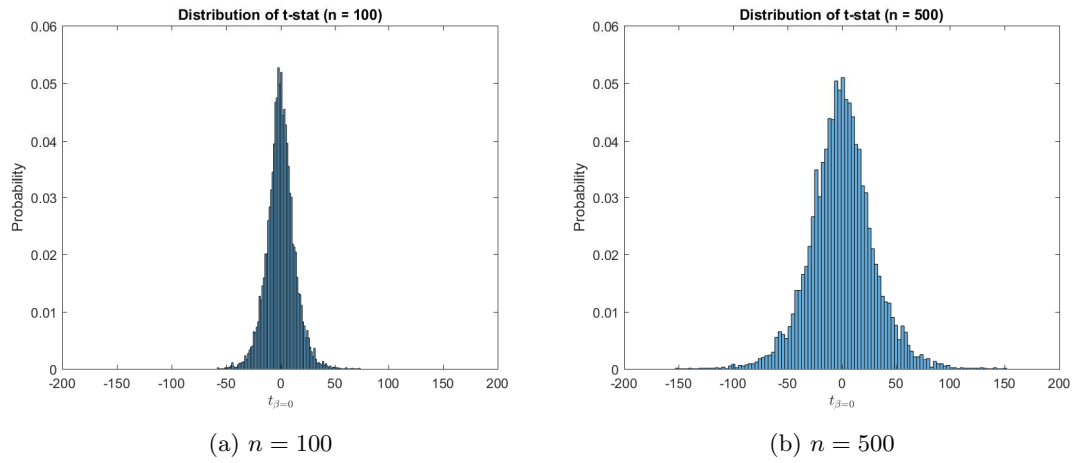 Distribution of t-stat (n = 100)
0.06
0.05
0.04
0.03
0.02
0.01
0
Probability
-200 -150 -100 -50 0 50 100 150 200
t_{β=0}
(a) n = 100
Distribution of t-stat (n = 500)
0.06
0.05
0.04
0.03
0.02
0.01
0
Probability
-200 -150 -100 -50 0 50 100 150 200
t_{β=0}
(b) n = 500